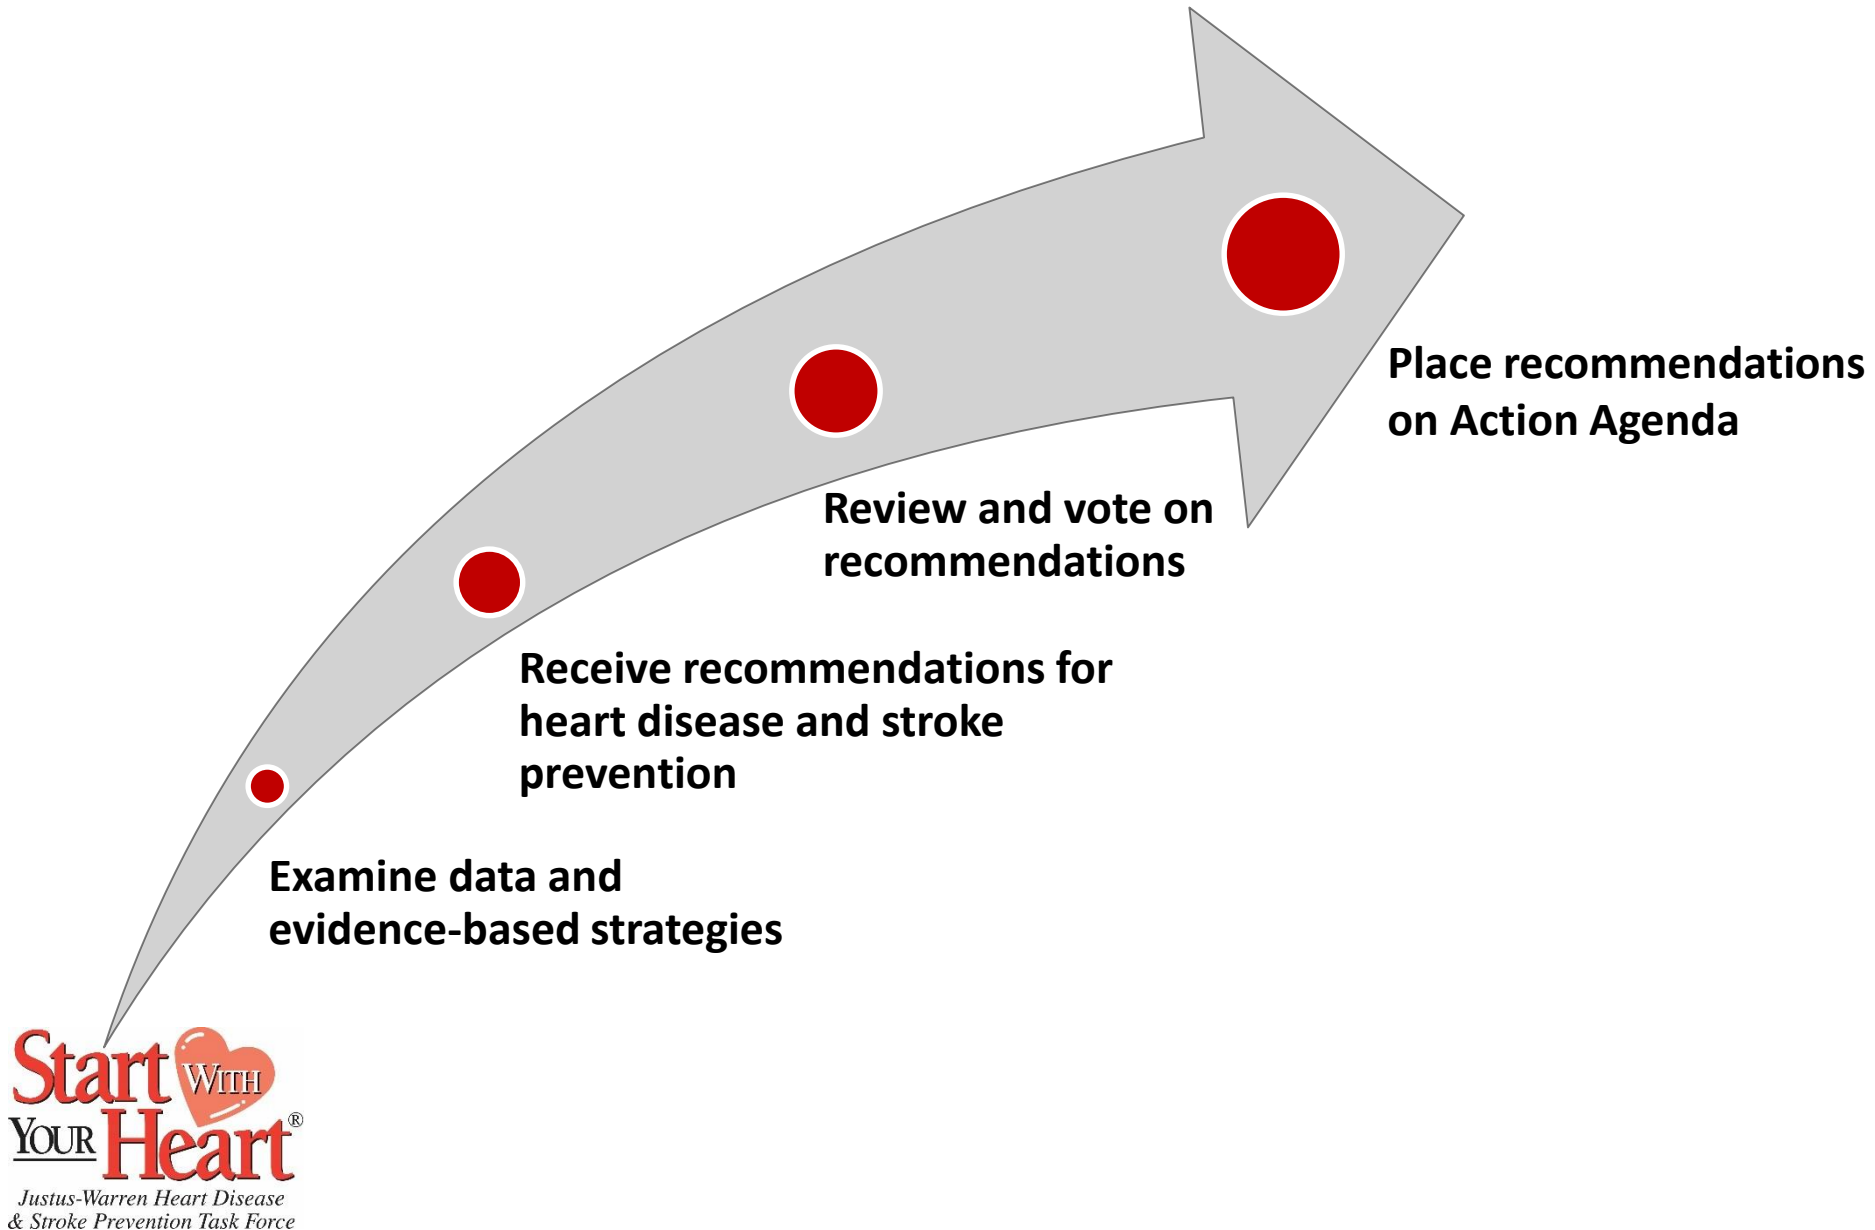 Place recommendations
on Action Agenda
Review and vote on
recommendations
Receive recommendations for
heart disease and stroke
prevention
Examine data and
evidence-based strategies
Start WITH
YOUR Heart®
Justus-Warren Heart Disease
& Stroke Prevention Task Force